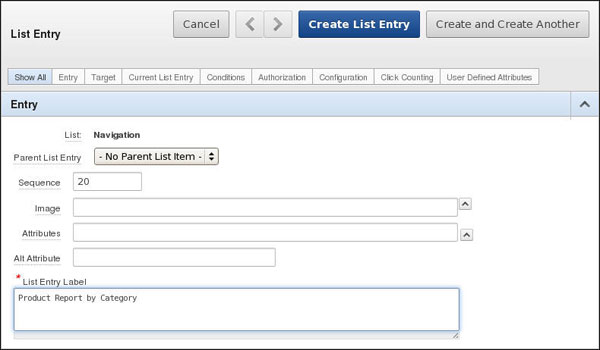 List Entry
Cancel
Create List Entry
Create and Create Another
Show All
Entry
Target
Current List Entry
Conditions
Authorization
Configuration
Click Counting
User Defined Attributes
Entry
List: Navigation
Parent List Entry - No Parent List Item -
Sequence 20
Image
Attributes
Alt Attribute
* List Entry Label
Product Report by Category